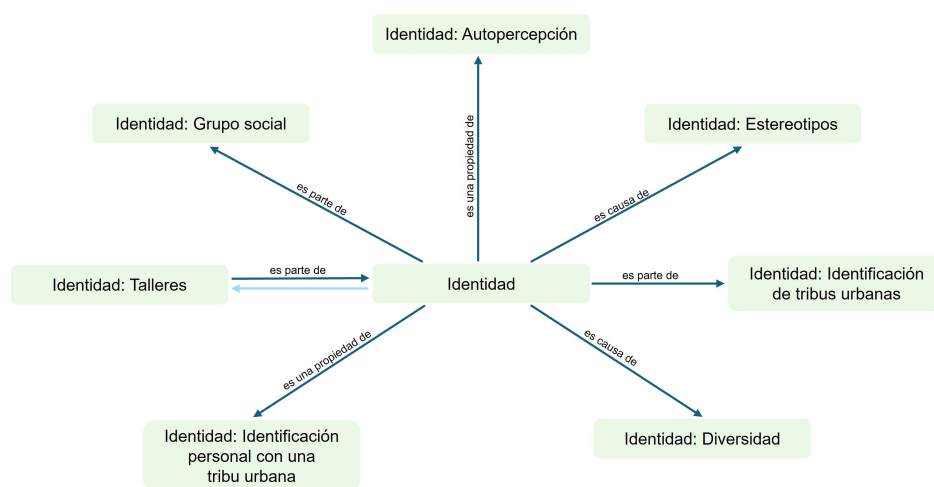 Identidad: Autopercepción
Identidad: Grupo social
Identidad: Estereotipos
es una propiedad de
es parte de
es causa de
Identidad: Talleres
es parte de
Identidad
es parte de
Identidad: Identificación
de tribus urbanas
es una propiedad de
es causa de
Identidad: Identificación
personal con una
tribu urbana
Identidad: Diversidad